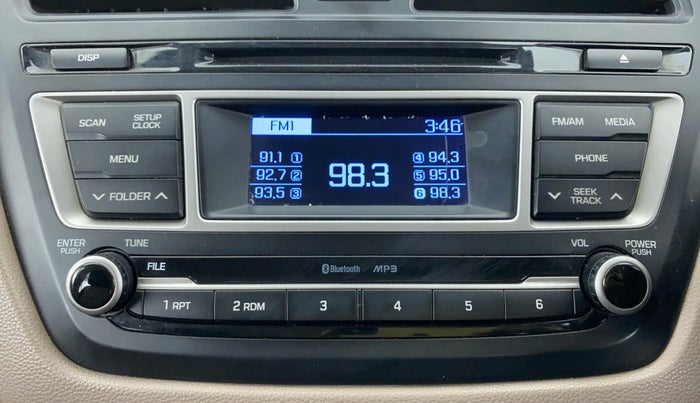 DISP
SCAN SETUP CLOCK
MENU
FOLDER
FM1 3:46
91.1 1 4 94.3
92.7 2 98.3 5 95.0
93.5 3 6 98.3
FM/AM MEDIA
PHONE
SEEK TRACK
ENTER PUSH TUNE
VOL POWER PUSH
FILE Bluetooth MP3
1 RPT 2 RDM 3 4 5 6